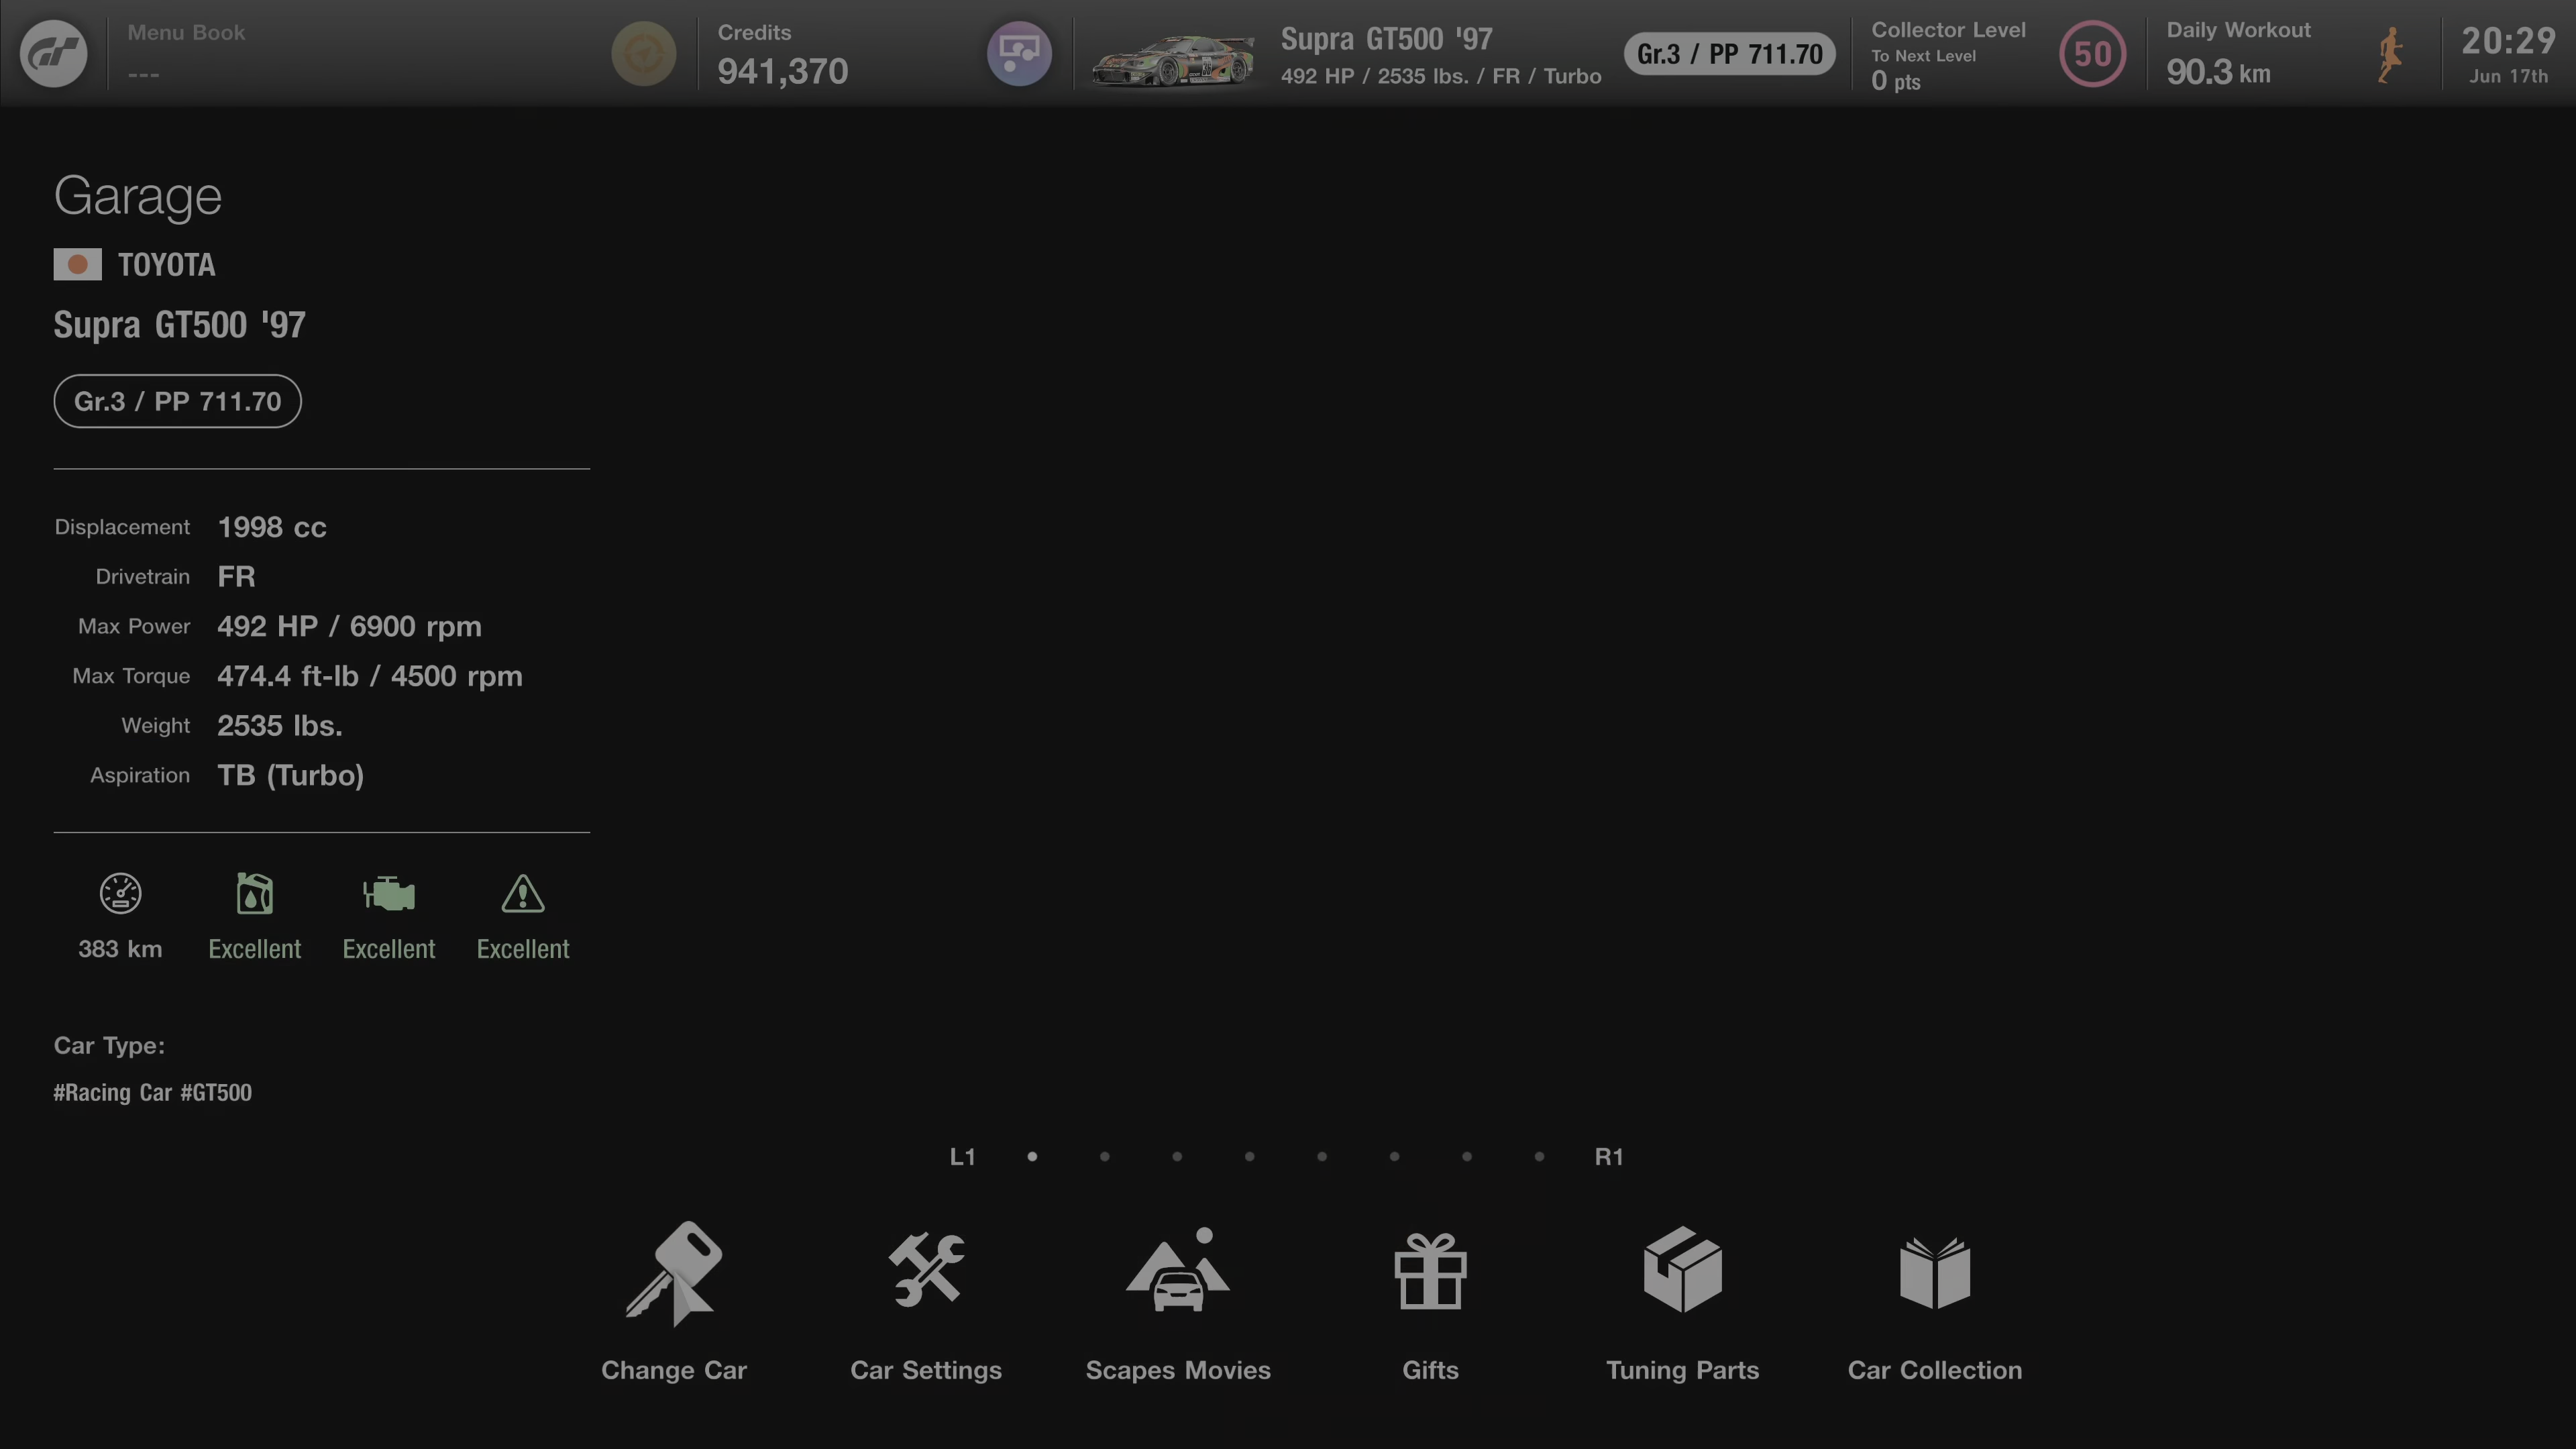 Menu Book
---
Credits
941,370
Supra GT500 '97
492 HP / 2535 lbs. / FR / Turbo
Gr.3 / PP 711.70
Collector Level
To Next Level
0 pts
50
Daily Workout
90.3 km
20:29
Jun 17th
Garage
TOYOTA
Supra GT500 '97
Gr.3 / PP 711.70
Displacement 1998 cc
Drivetrain FR
Max Power 492 HP / 6900 rpm
Max Torque 474.4 ft-lb / 4500 rpm
Weight 2535 lbs.
Aspiration TB (Turbo)
383 km Excellent Excellent Excellent
Car Type:
#Racing Car #GT500
L1 R1
Change Car Car Settings Scapes Movies Gifts Tuning Parts Car Collection